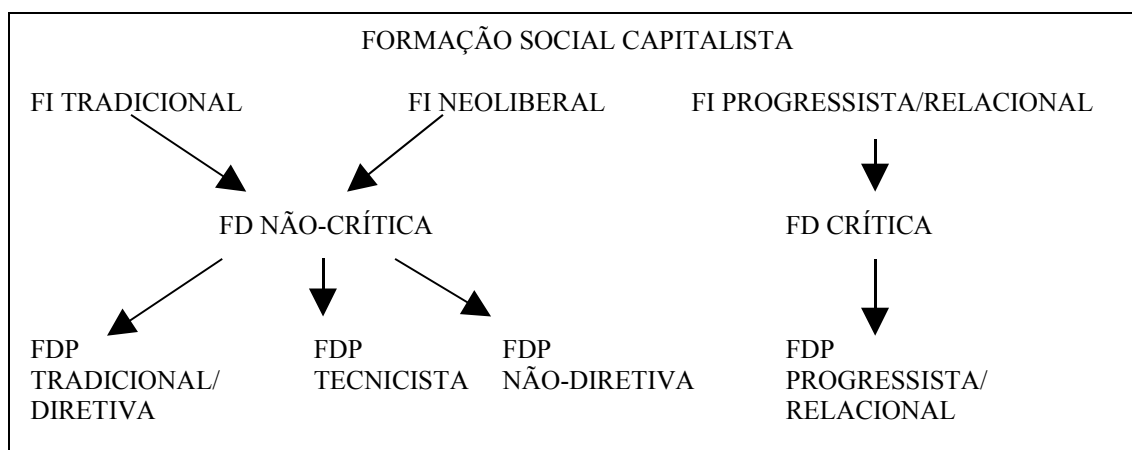 FORMAÇÃO SOCIAL CAPITALISTA
FI TRADICIONAL FI NEOLIBERAL FI PROGRESSISTA/RELACIONAL
FD NÃO-CRÍTICA FD CRÍTICA
FDP TRADICIONAL/ DIRETIVA
FDP TECNICISTA
FDP NÃO-DIRETIVA
FDP PROGRESSISTA/ RELACIONAL